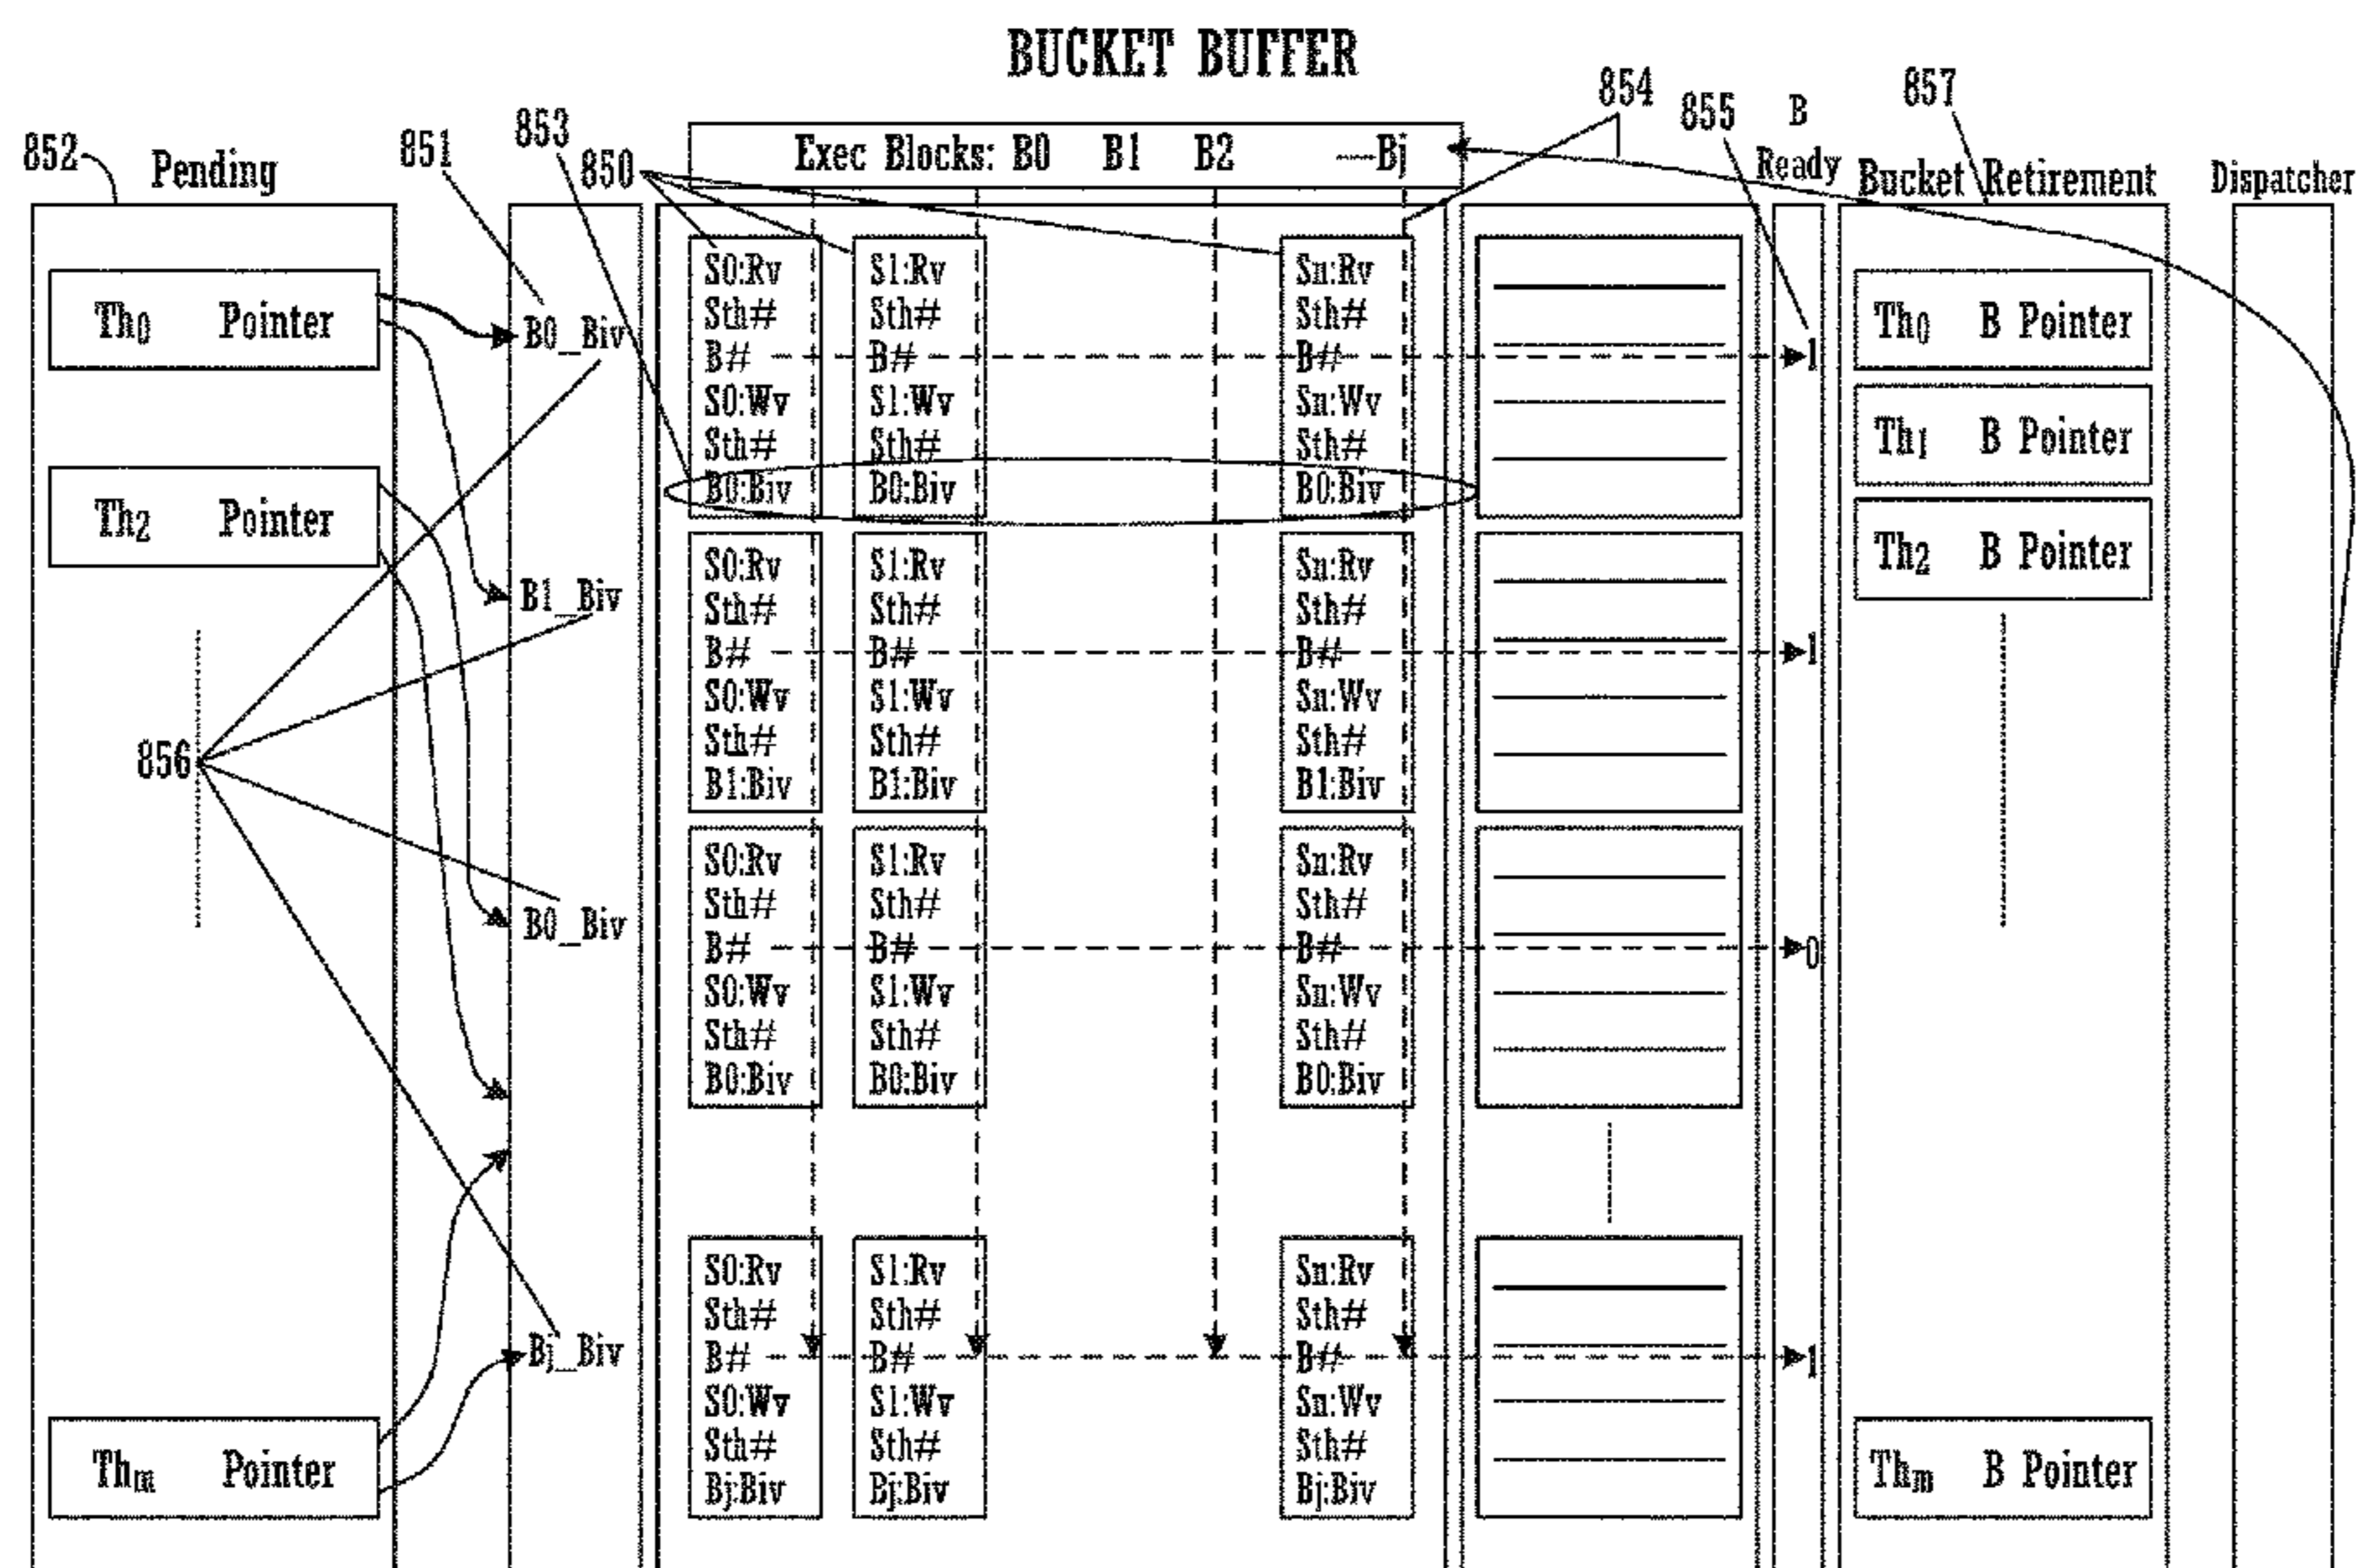 BUCKET BUFFER
852
Pending
851
853
850
Exec Blocks: B0 B1 B2 Bj
854
855
B
Ready
857
Bucket Retirement
Dispatcher
Th0 Pointer
Th2 Pointer
856
Thm Pointer
B0_Biv
B1_Biv
B0_Biv
Bj_Biv
S0:Rv
Sth#
B#
S0:Wv
Sth#
B0:Biv
S1:Rv
Sth#
B#
S1:Wv
Sth#
B0:Biv
Sn:Rv
Sth#
B#
Sn:Wv
Sth#
B0:Biv
1
S0:Rv
Sth#
B#
S0:Wv
Sth#
B1:Biv
S1:Rv
Sth#
B#
S1:Wv
Sth#
B1:Biv
Sn:Rv
Sth#
B#
Sn:Wv
Sth#
B1:Biv
1
S0:Rv
Sth#
B#
S0:Wv
Sth#
B0:Biv
S1:Rv
Sth#
B#
S1:Wv
Sth#
B0:Biv
Sn:Rv
Sth#
B#
Sn:Wv
Sth#
B0:Biv
0
S0:Rv
Sth#
B#
S0:Wv
Sth#
Bj:Biv
S1:Rv
Sth#
B#
S1:Wv
Sth#
Bj:Biv
Sn:Rv
Sth#
B#
Sn:Wv
Sth#
Bj:Biv
1
Th0 B Pointer
Th1 B Pointer
Th2 B Pointer
Thm B Pointer